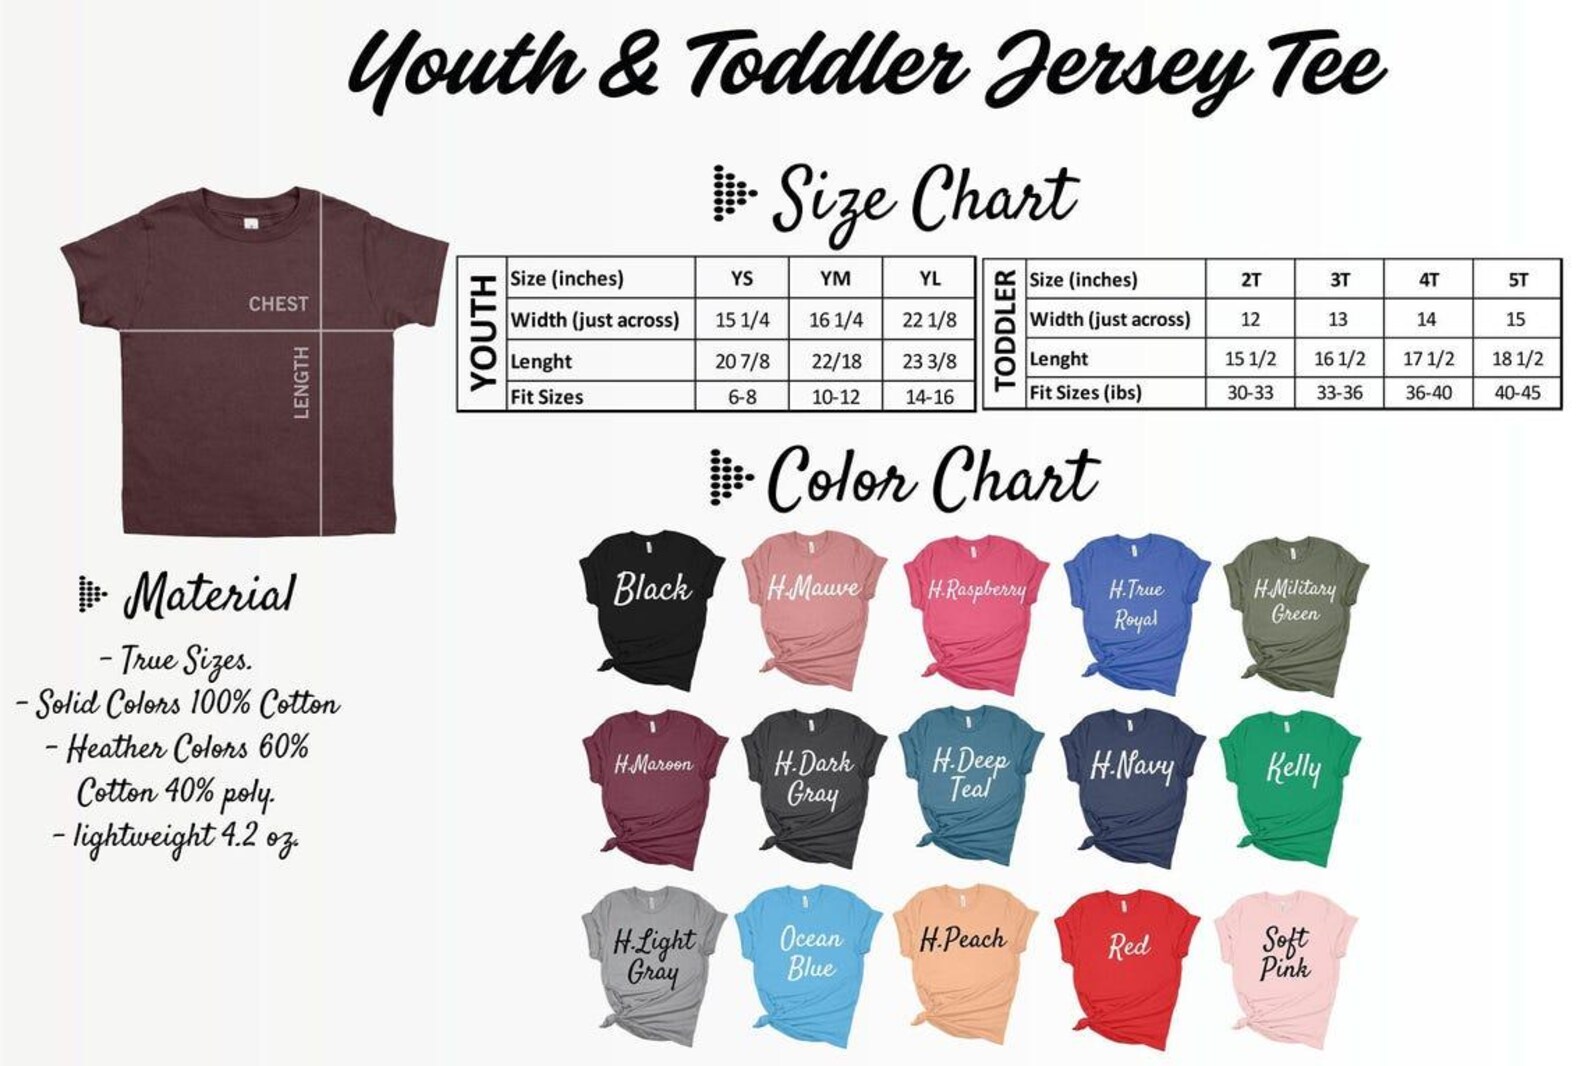 Youth & Toddler Jersey Tee
Size Chart
CHEST
LENGTH
YOUTH
Size (inches) YS YM YL
Width (just across) 15 1/4 16 1/4 22 1/8
Lenght 20 7/8 22/18 23 3/8
Fit Sizes 6-8 10-12 14-16
TODDLER
Size (inches) 2T 3T 4T 5T
Width (just across) 12 13 14 15
Lenght 15 1/2 16 1/2 17 1/2 18 1/2
Fit Sizes (ibs) 30-33 33-36 36-40 40-45
Material
- True Sizes.
- Solid Colors 100% Cotton
- Heather Colors 60%
Cotton 40% poly.
- lightweight 4.2 oz.
Color Chart
Black
H.Mauve
H.Raspberry
H.True
Royal
H.Military
Green
H.Maroon
H.Dark
Gray
H.Deep
Teal
H.Navy
Kelly
H.Light
Gray
Ocean
Blue
H.Peach
Red
Soft
Pink